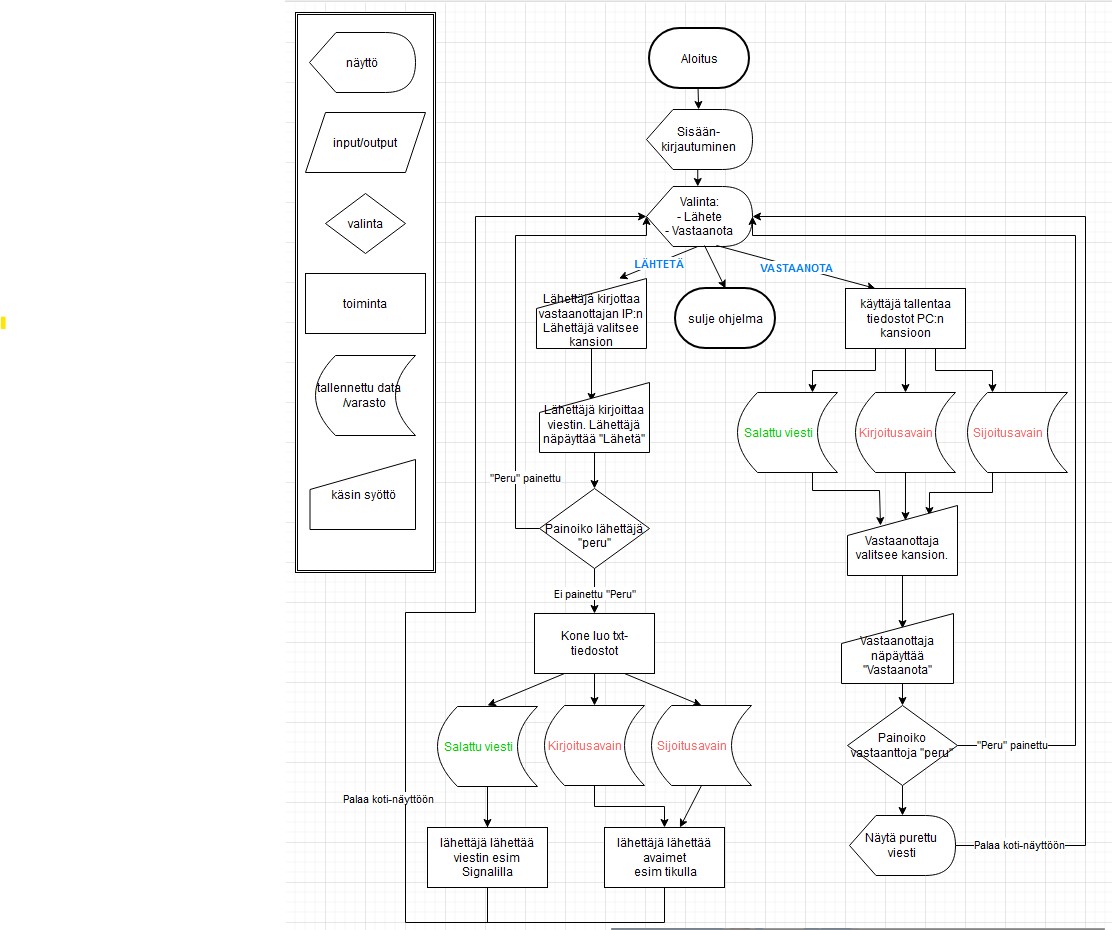 näyttö
input/output
valinta
toiminta
tallennettu data
/varasto
käsin syöttö
Aloitus
Sisään-
kirjautuminen
Valinta:
- Lähete
- Vastaanota
LÄHTETÄ
VASTAANOTA
Lähettäjä kirjottaa
vastaanottajan IP:n
Lähettäjä valitsee
kansion
sulje ohjelma
käyttäjä tallentaa
tiedostot PC:n
kansioon
Lähettäjä kirjoittaa
viestin. Lähettäjä
näpäyttää "Lähetä"
Salattu viesti
Kirjoitusavain
Sijoitusavain
"Peru" painettu
Painoiko lähettäjä
"peru"
Vastaanottaja
valitsee kansion.
Ei painettu "Peru"
Kone luo txt-
tiedostot
Vastaanottaja
näpäyttää
"Vastaanota"
Salattu viesti
Kirjoitusavain
Sijoitusavain
Painoiko
vastaanttoja "peru"
"Peru" painettu
Palaa koti-näyttöön
lähettäjä lähettää
viestin esim
Signalilla
lähettäjä lähettää
avaimet
esim tikulla
Näytä purettu
viesti
Palaa koti-näyttöön